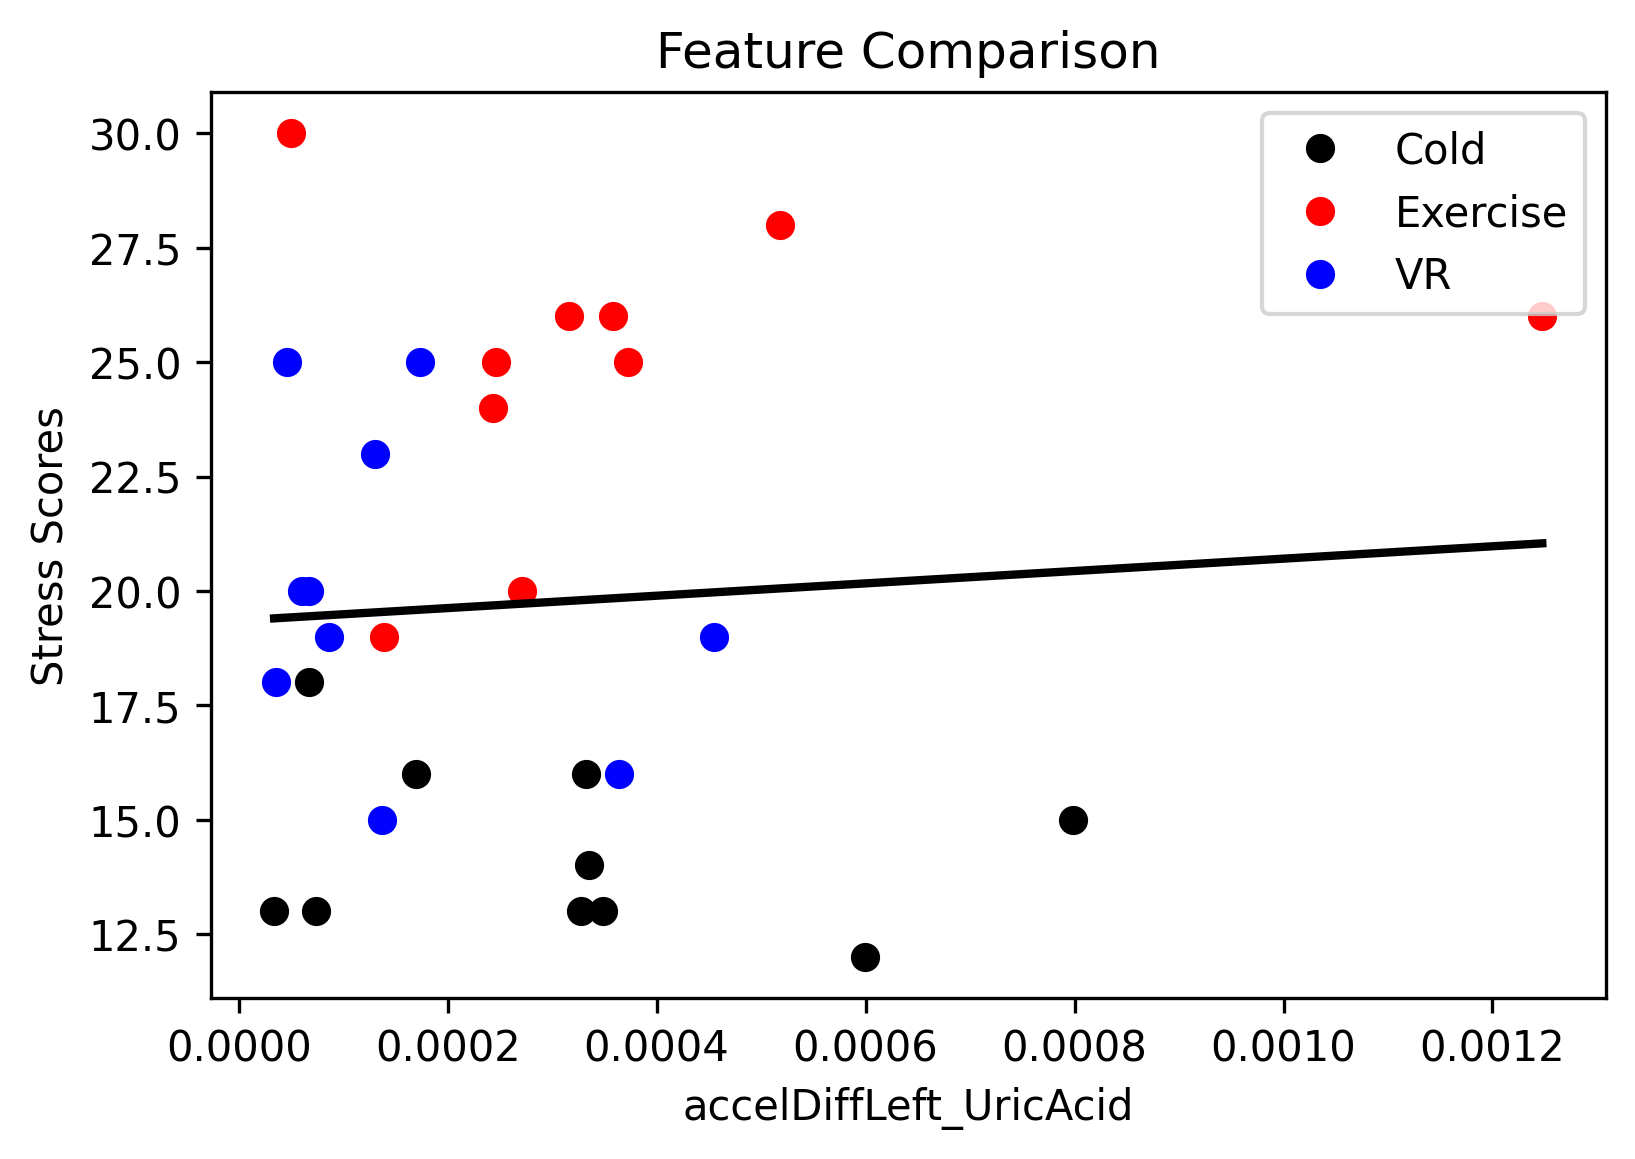 Feature Comparison
Cold
Exercise
VR
Stress Scores
30.0
27.5
25.0
22.5
20.0
17.5
15.0
12.5
0.0000 0.0002 0.0004 0.0006 0.0008 0.0010 0.0012
accelDiffLeft_UricAcid